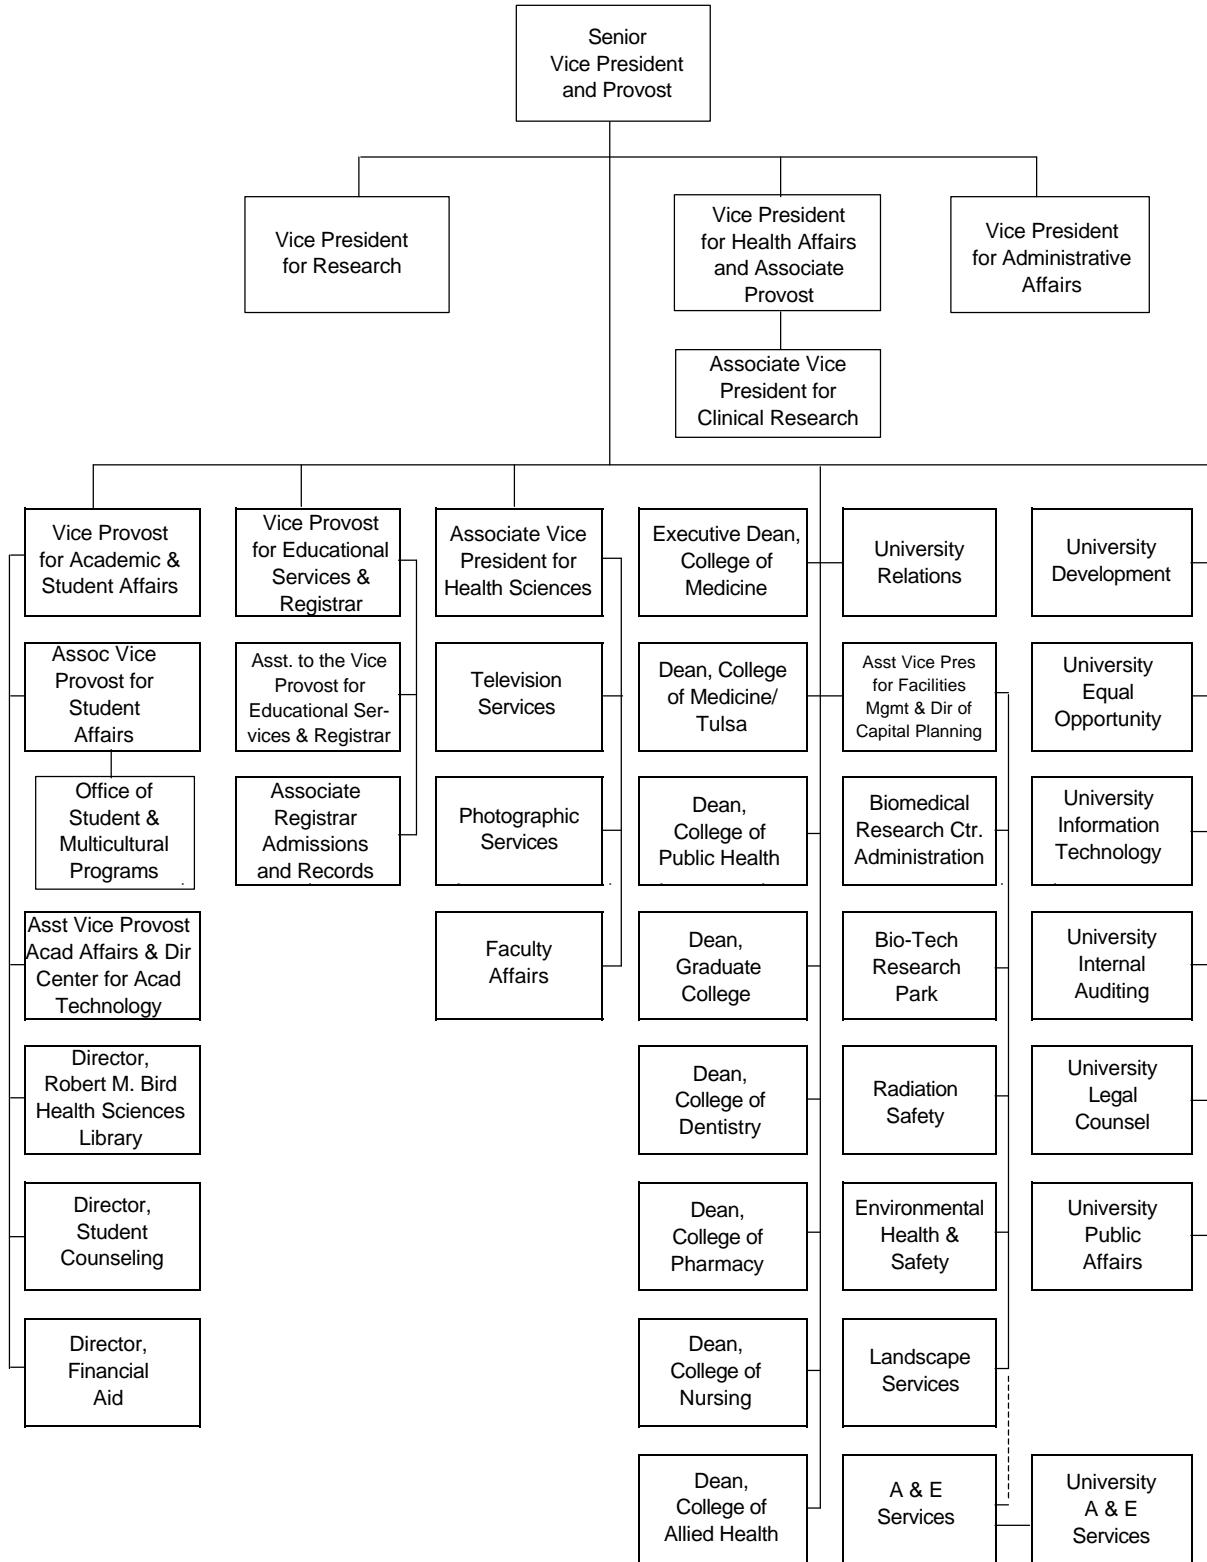 Senior
Vice President
and Provost
Vice President
for Research
Vice President
for Health Affairs
and Associate
Provost
Vice President
for Administrative
Affairs
Associate Vice
President for
Clinical Research
Vice Provost
for Academic &
Student Affairs
Vice Provost
for Educational
Services &
Registrar
Associate Vice
President for
Health Sciences
Executive Dean,
College of
Medicine
University
Relations
University
Development
Assoc Vice
Provost for
Student
Affairs
Asst. to the Vice
Provost for
Educational Ser-
vices & Registrar
Television
Services
Dean, College
of Medicine/
Tulsa
Asst Vice Pres
for Facilities
Mgmt & Dir of
Capital Planning
University
Equal
Opportunity
Office of
Student &
Multicultural
Programs
Associate
Registrar
Admissions
and Records
Photographic
Services
Dean,
College of
Public Health
Biomedical
Research Ctr.
Administration
University
Information
Technology
Asst Vice Provost
Acad Affairs & Dir
Center for Acad
Technology
Faculty
Affairs
Dean,
Graduate
College
Bio-Tech
Research
Park
University
Internal
Auditing
Director,
Robert M. Bird
Health Sciences
Library
Dean,
College of
Dentistry
Radiation
Safety
University
Legal
Counsel
Director,
Student
Counseling
Dean,
College of
Pharmacy
Environmental
Health &
Safety
University
Public
Affairs
Director,
Financial
Aid
Dean,
College of
Nursing
Landscape
Services
Dean,
College of
Allied Health
A & E
Services
University
A & E
Services